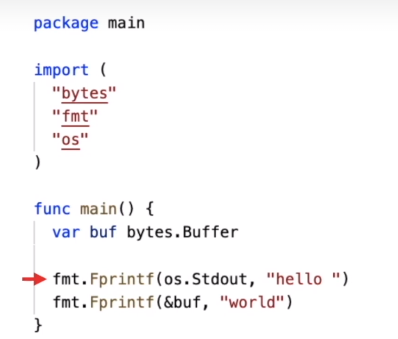 package main
import (
"bytes"
"fmt"
"os"
)
func main() {
var buf bytes.Buffer
fmt.Fprintf(os.Stdout, "hello ")
fmt.Fprintf(&buf, "world")
}